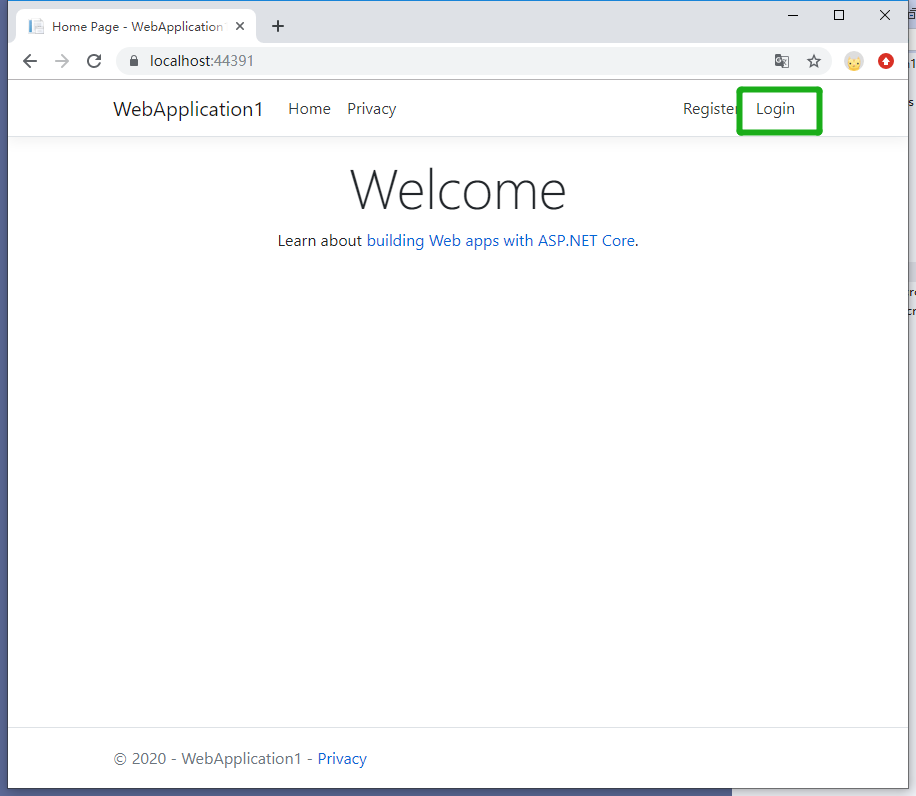 Home Page - WebApplication
localhost:44391
WebApplication1 Home Privacy Register Login
Welcome
Learn about building Web apps with ASP.NET Core.
© 2020 - WebApplication1 - Privacy